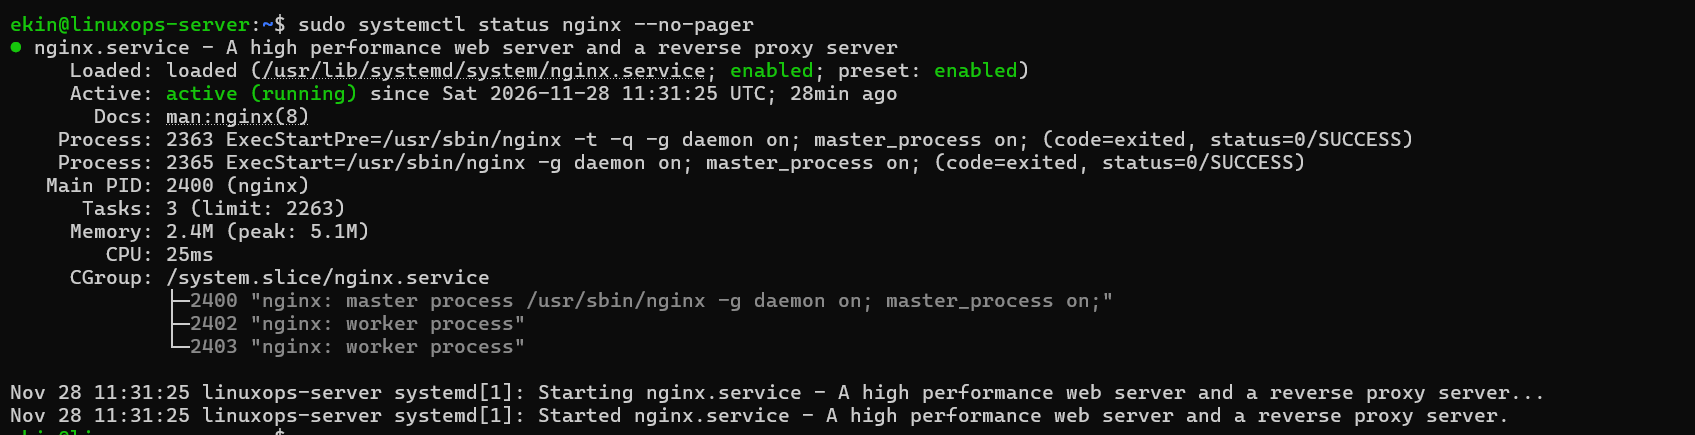 ekin@linuxops-server:~$ sudo systemctl status nginx --no-pager
● nginx.service - A high performance web server and a reverse proxy server
     Loaded: loaded (/usr/lib/systemd/system/nginx.service; enabled; preset: enabled)
     Active: active (running) since Sat 2026-11-28 11:31:25 UTC; 28min ago
       Docs: man:nginx(8)
    Process: 2363 ExecStartPre=/usr/sbin/nginx -t -q -g daemon on; master_process on; (code=exited, status=0/SUCCESS)
    Process: 2365 ExecStart=/usr/sbin/nginx -g daemon on; master_process on; (code=exited, status=0/SUCCESS)
   Main PID: 2400 (nginx)
      Tasks: 3 (limit: 2263)
     Memory: 2.4M (peak: 5.1M)
        CPU: 25ms
     CGroup: /system.slice/nginx.service
             ├─2400 "nginx: master process /usr/sbin/nginx -g daemon on; master_process on;"
             ├─2402 "nginx: worker process"
             └─2403 "nginx: worker process"

Nov 28 11:31:25 linuxops-server systemd[1]: Starting nginx.service - A high performance web server and a reverse proxy server...
Nov 28 11:31:25 linuxops-server systemd[1]: Started nginx.service - A high performance web server and a reverse proxy server.